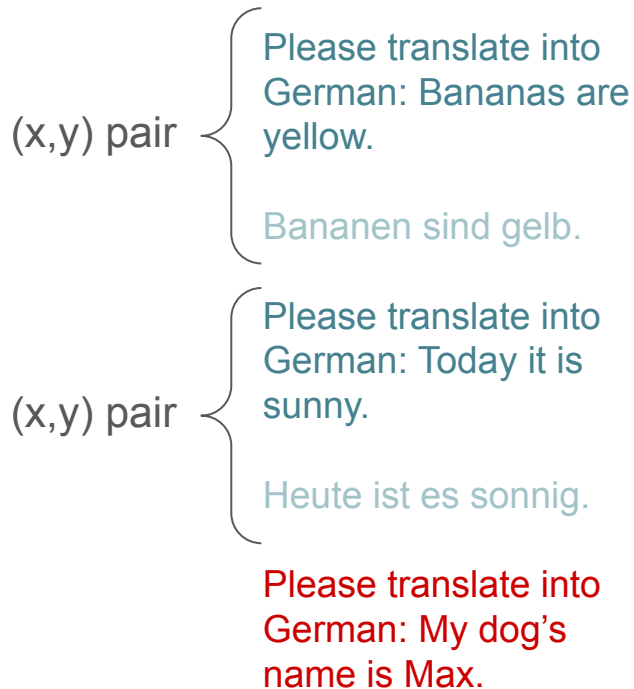 (x,y) pair
Please translate into
German: Bananas are
yellow.
Bananen sind gelb.
(x,y) pair
Please translate into
German: Today it is
sunny.
Heute ist es sonnig.
Please translate into
German: My dog’s
name is Max.